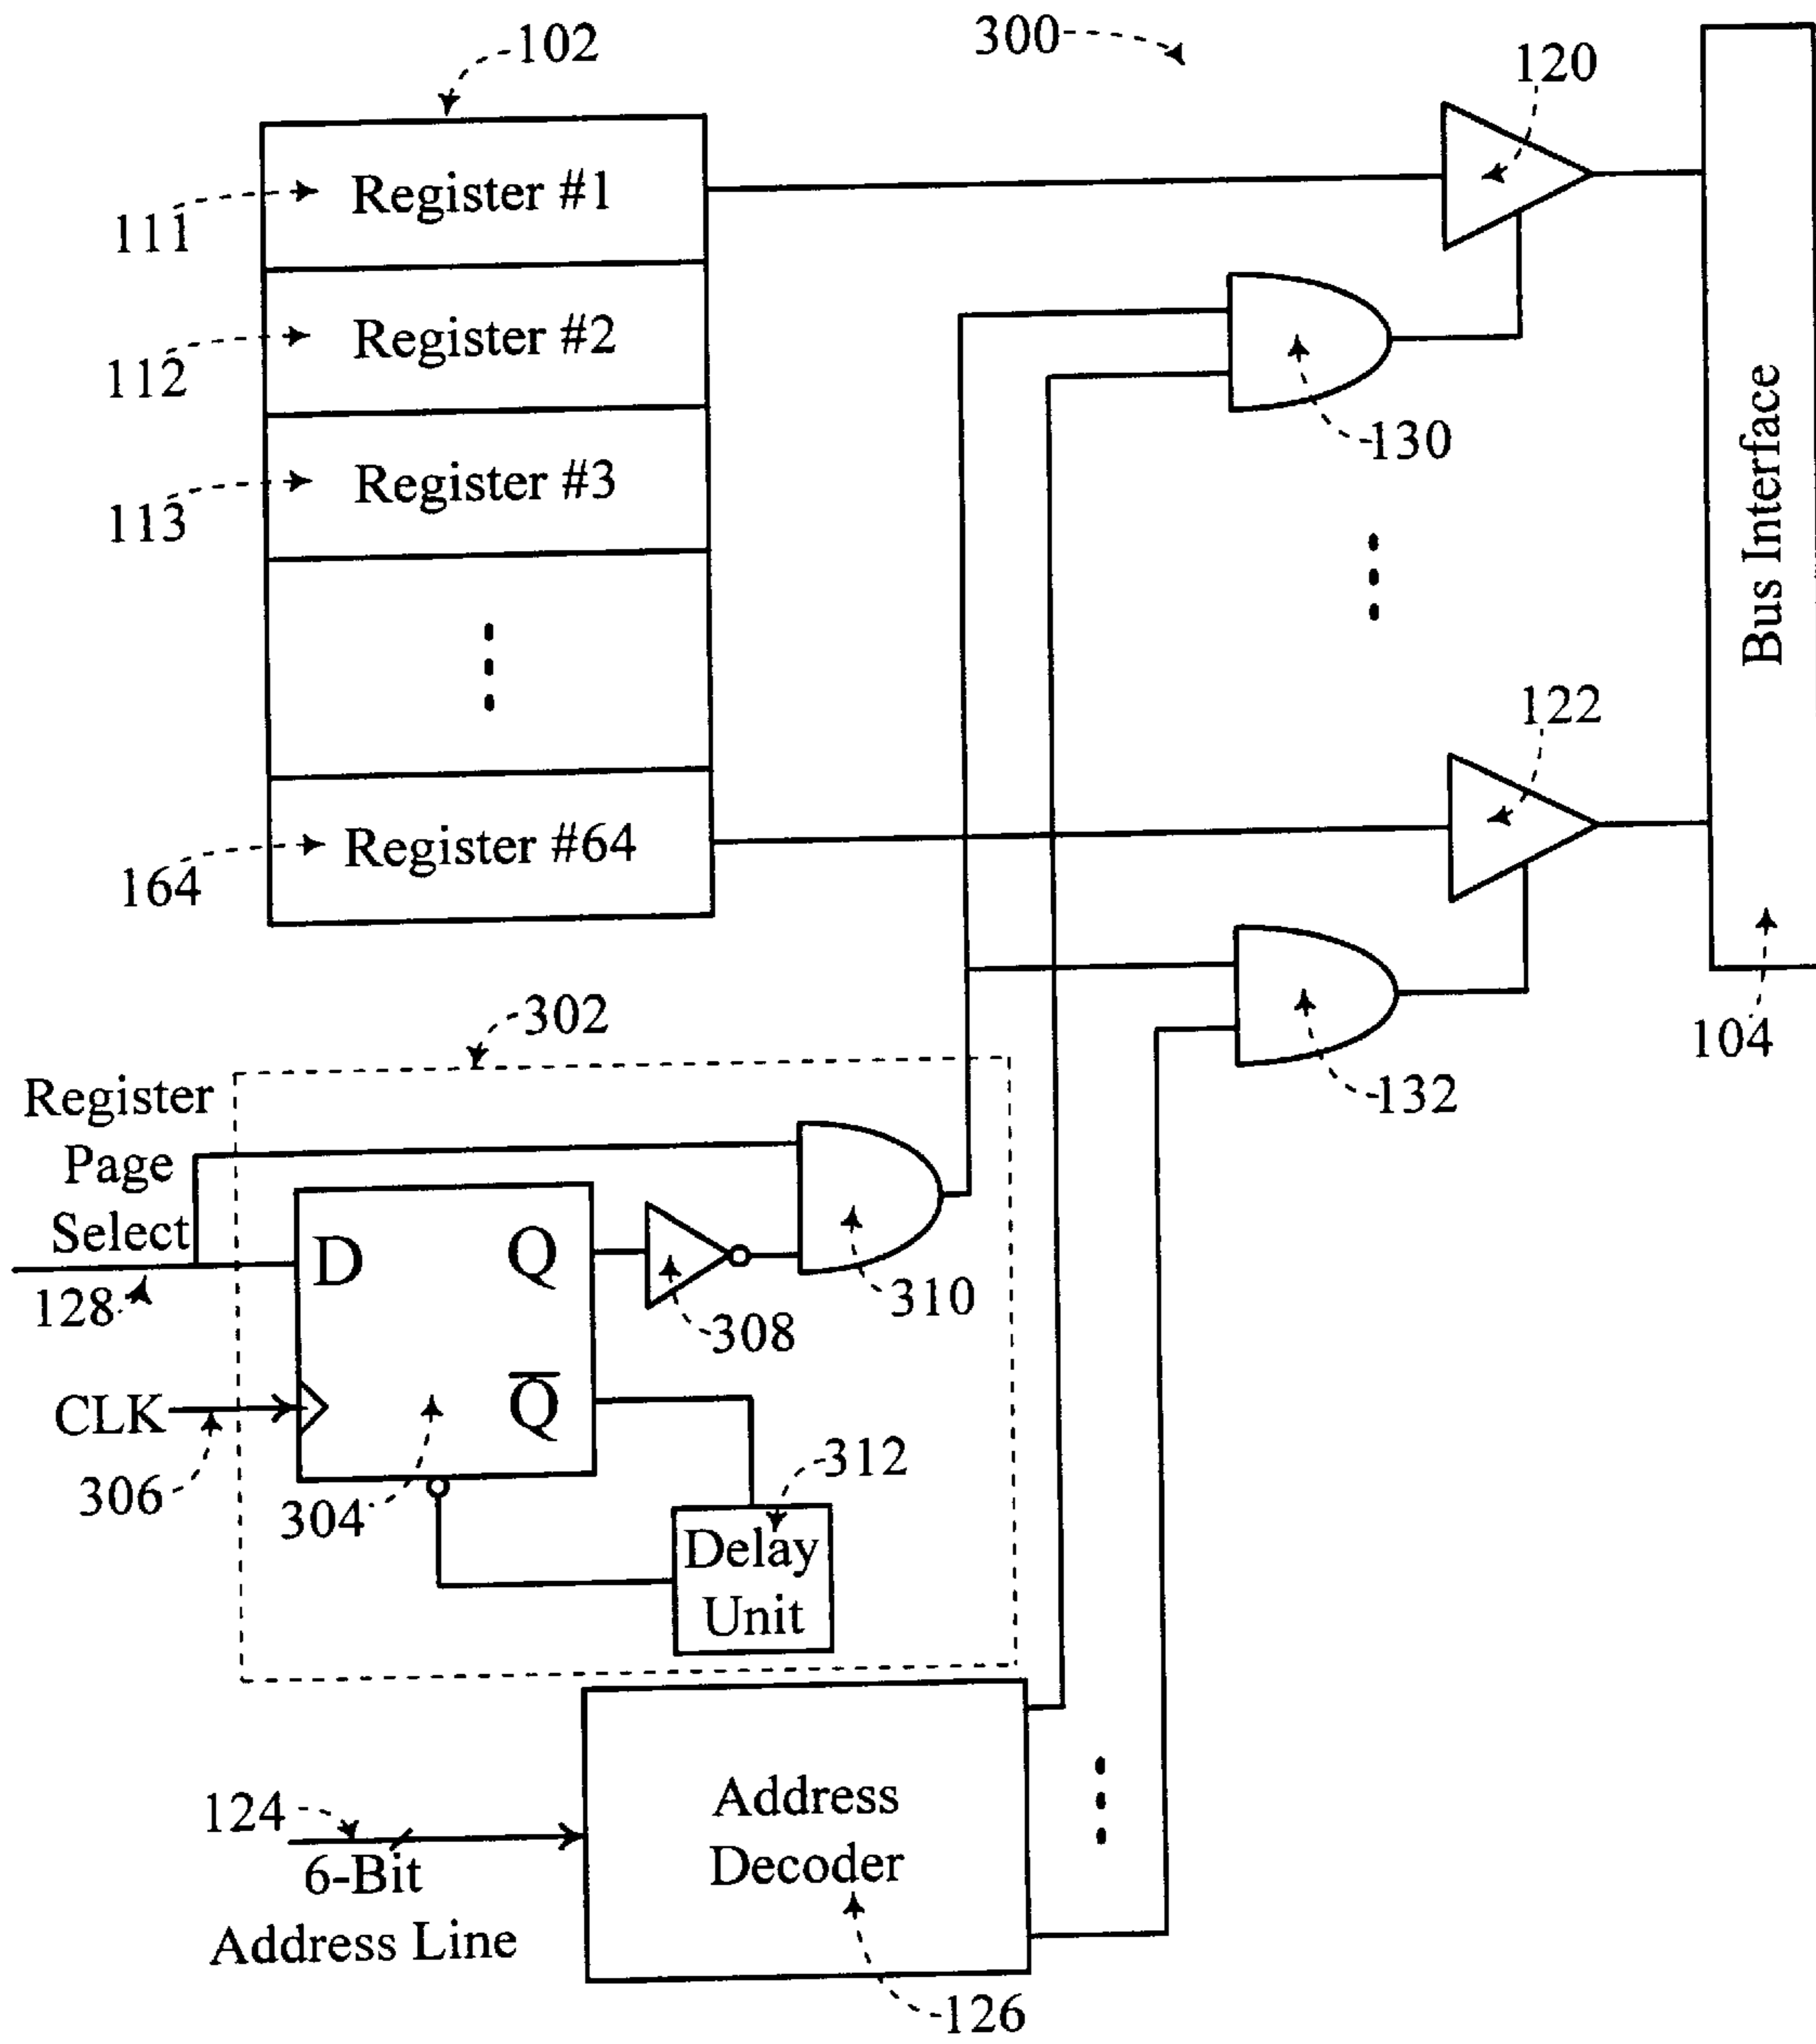 102
300
120
111
Register #1
112
Register #2
130
113
Register #3
Bus Interface
122
164
Register #64
302
104
132
Register
Page
Select
D
Q
310
128
308
CLK
Q̅
312
306
304
Delay
Unit
124
6-Bit
Address Line
Address
Decoder
126